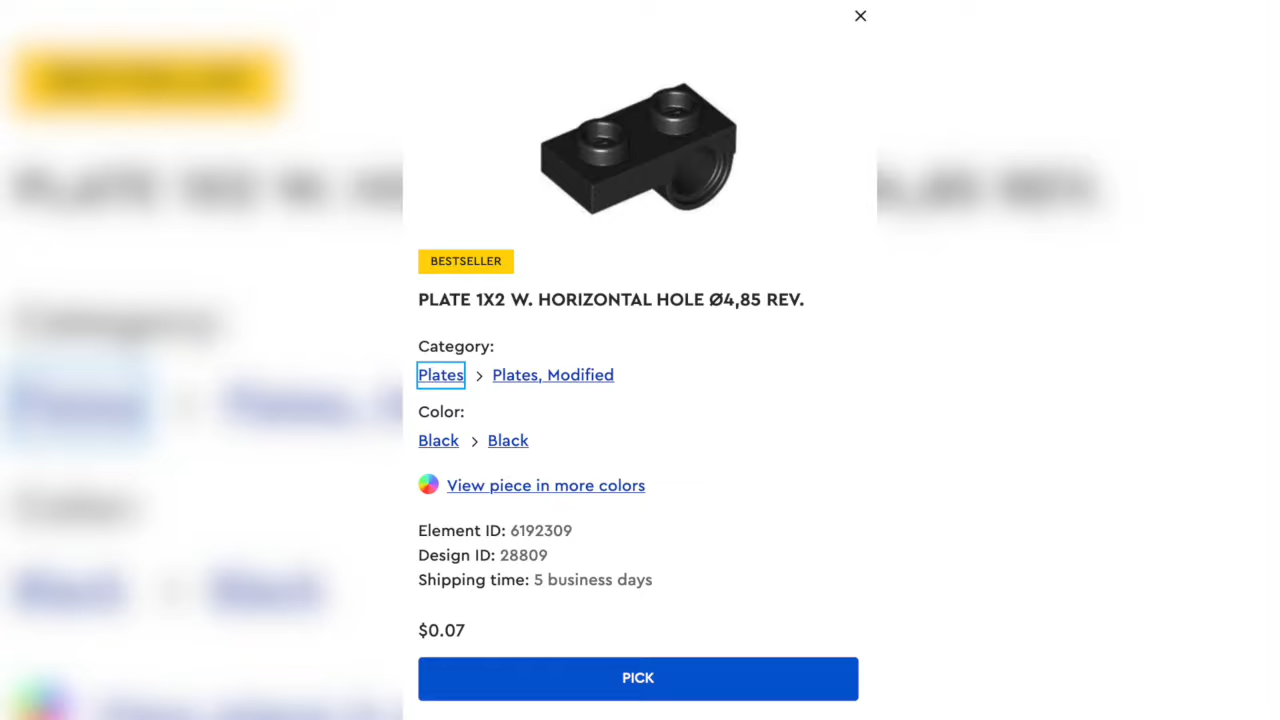 BESTSELLER
PLATE 1X2 W. HORIZONTAL HOLE Ø4,85 REV.
Category:
Plates > Plates, Modified
Color:
Black > Black
View piece in more colors
Element ID: 6192309
Design ID: 28809
Shipping time: 5 business days
$0.07
PICK